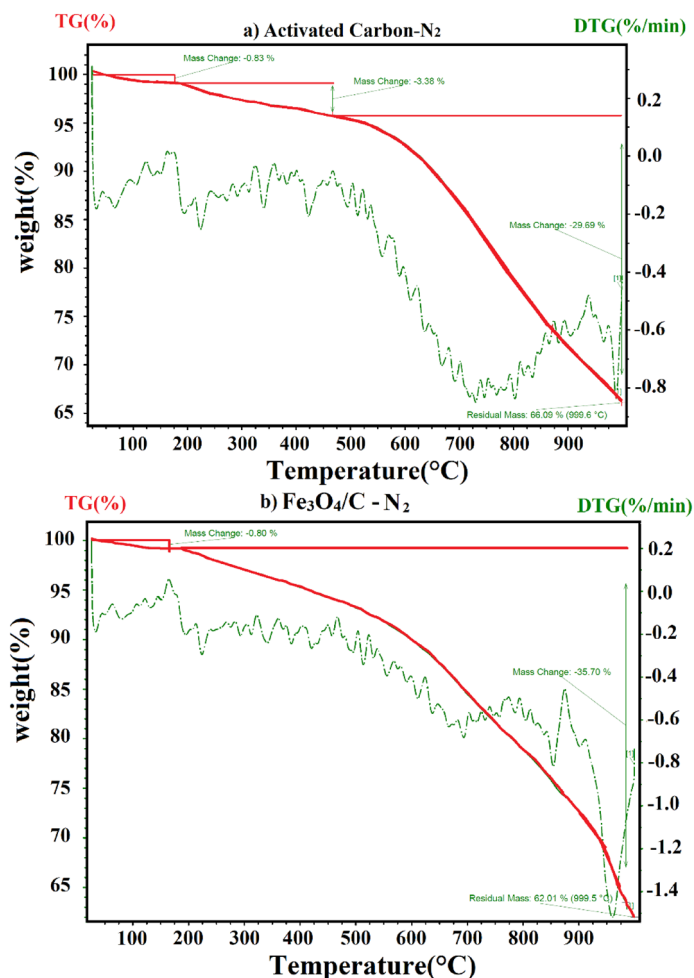 TG(%)
a) Activated Carbon-N₂
DTG(%/min)
Mass Change: -0.83 %
Mass Change: -3.38 %
Mass Change: -29.69 %
[1]
Residual Mass: 66.09 % (999.6 °C)
100
95
90
85
80
75
70
65
weight(%)
0.2
0.0
-0.2
-0.4
-0.6
-0.8
100 200 300 400 500 600 700 800 900
Temperature(°C)
TG(%)
b) Fe₃O₄/C - N₂
DTG(%/min)
Mass Change: -0.80 %
Mass Change: -35.70 %
[1]
Residual Mass: 62.01 % (999.5 °C)
100
95
90
85
80
75
70
65
weight(%)
0.2
0.0
-0.2
-0.4
-0.6
-0.8
-1.0
-1.2
-1.4
100 200 300 400 500 600 700 800 900
Temperature(°C)